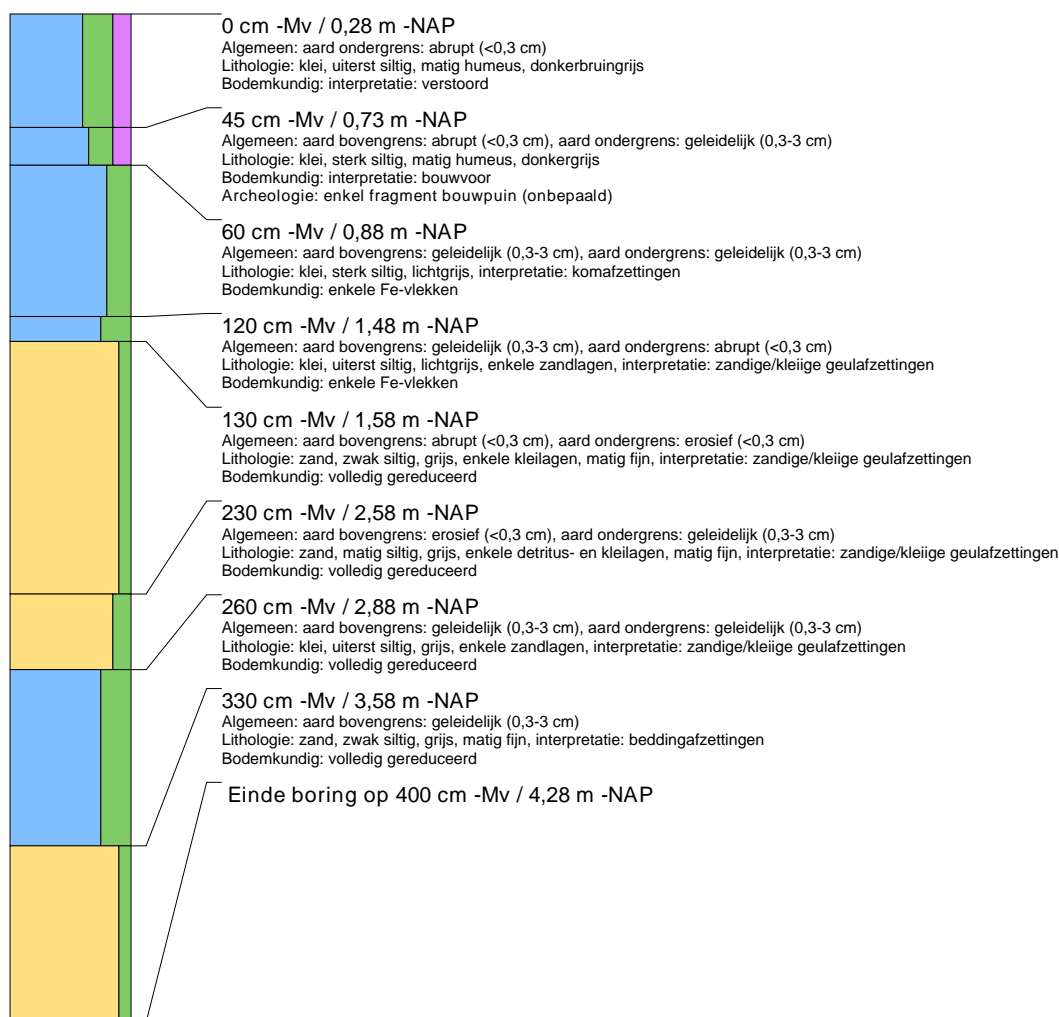 0 cm -Mv / 0,28 m -NAP
Algemeen: aard ondergrens: abrupt (<0,3 cm)
Lithologie: klei, uiterst siltig, matig humeus, donkerbruingrijs
Bodemkundig: interpretatie: verstoord
45 cm -Mv / 0,73 m -NAP
Algemeen: aard bovengrens: abrupt (<0,3 cm), aard ondergrens: geleidelijk (0,3-3 cm)
Lithologie: klei, sterk siltig, matig humeus, donkergrijs
Bodemkundig: interpretatie: bouwvoor
Archeologie: enkel fragment bouwpuin (onbepaald)
60 cm -Mv / 0,88 m -NAP
Algemeen: aard bovengrens: geleidelijk (0,3-3 cm), aard ondergrens: geleidelijk (0,3-3 cm)
Lithologie: klei, sterk siltig, lichtgrijs, interpretatie: komafzettingen
Bodemkundig: enkele Fe-vlekken
120 cm -Mv / 1,48 m -NAP
Algemeen: aard bovengrens: geleidelijk (0,3-3 cm), aard ondergrens: abrupt (<0,3 cm)
Lithologie: klei, uiterst siltig, lichtgrijs, enkele zandlagen, interpretatie: zandige/kleiige geulafzettingen
Bodemkundig: enkele Fe-vlekken
130 cm -Mv / 1,58 m -NAP
Algemeen: aard bovengrens: abrupt (<0,3 cm), aard ondergrens: erosief (<0,3 cm)
Lithologie: zand, zwak siltig, grijs, enkele kleilagen, matig fijn, interpretatie: zandige/kleiige geulafzettingen
Bodemkundig: volledig gereduceerd
230 cm -Mv / 2,58 m -NAP
Algemeen: aard bovengrens: erosief (<0,3 cm), aard ondergrens: geleidelijk (0,3-3 cm)
Lithologie: zand, matig siltig, grijs, enkele detritus- en kleilagen, matig fijn, interpretatie: zandige/kleiige geulafzettingen
Bodemkundig: volledig gereduceerd
260 cm -Mv / 2,88 m -NAP
Algemeen: aard bovengrens: geleidelijk (0,3-3 cm), aard ondergrens: geleidelijk (0,3-3 cm)
Lithologie: klei, uiterst siltig, grijs, enkele zandlagen, interpretatie: zandige/kleiige geulafzettingen
Bodemkundig: volledig gereduceerd
330 cm -Mv / 3,58 m -NAP
Algemeen: aard bovengrens: geleidelijk (0,3-3 cm)
Lithologie: zand, zwak siltig, grijs, matig fijn, interpretatie: beddingafzettingen
Bodemkundig: volledig gereduceerd
Einde boring op 400 cm -Mv / 4,28 m -NAP